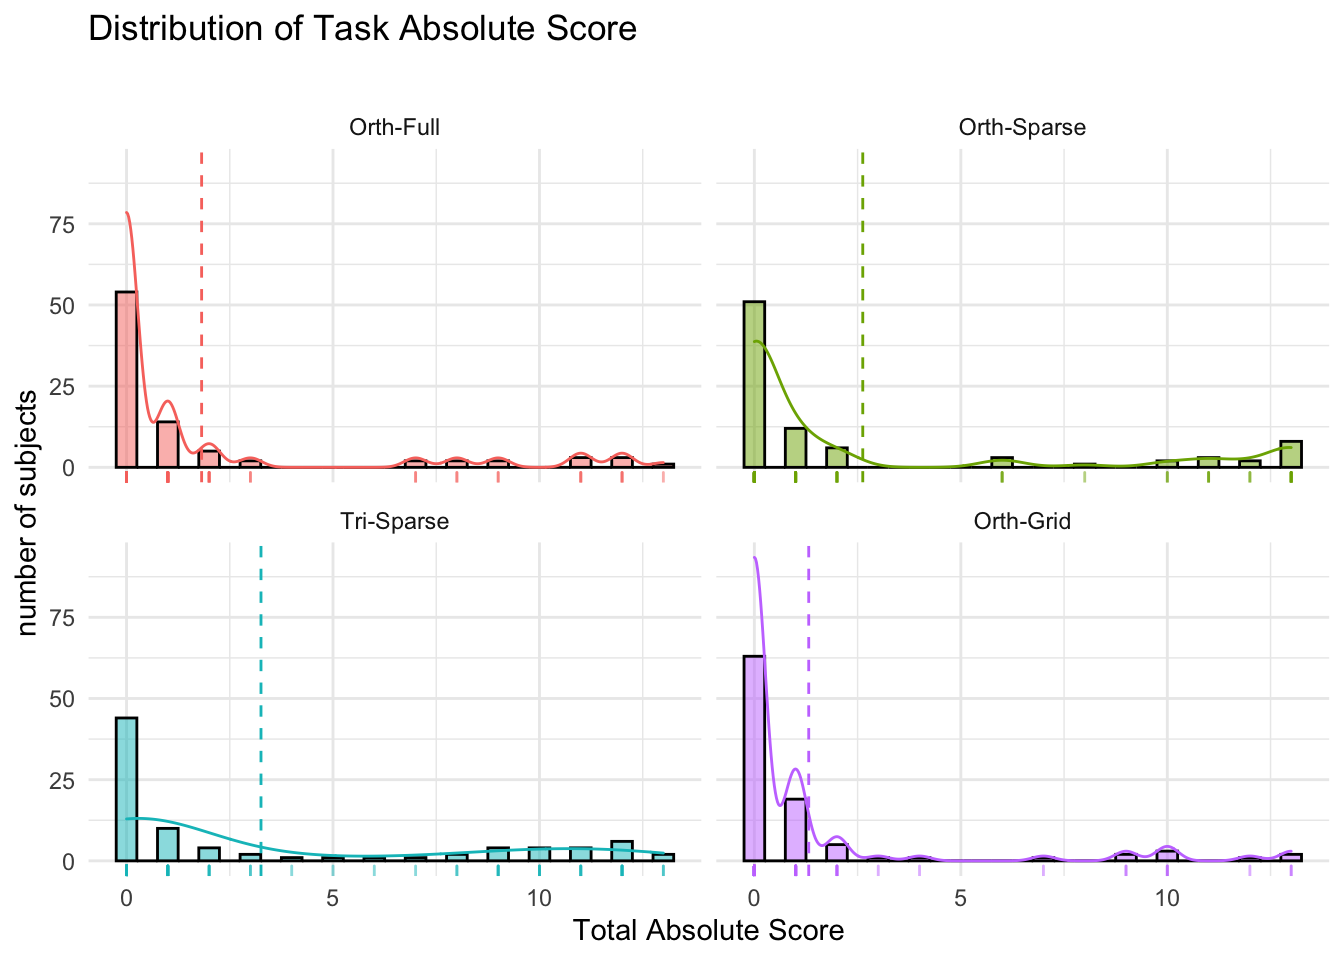 Distribution of Task Absolute Score
Orth-Full
Orth-Sparse
75
50
25
0
Tri-Sparse
Orth-Grid
75
50
25
0
0 5 10
0 5 10
number of subjects
Total Absolute Score